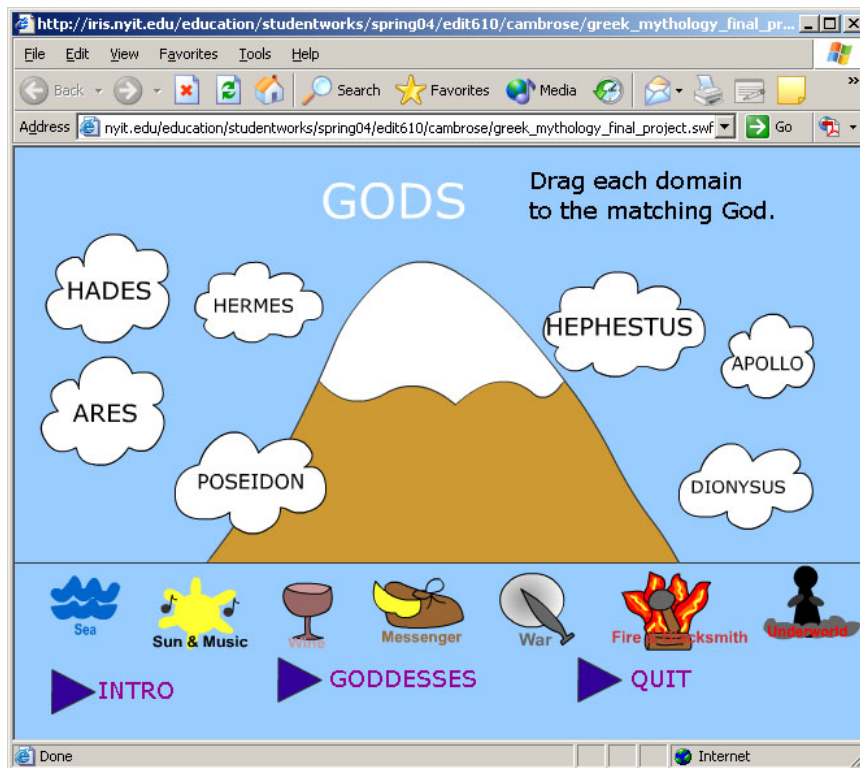 http://iris.nyit.edu/education/studentworks/spring04/edit610/cambrose/greek_mythology_final_pr...
File Edit View Favorites Tools Help
Back Search Favorites Media »
Address nyit.edu/education/studentworks/spring04/edit610/cambrose/greek_mythology_final_project.swf Go
GODS
Drag each domain
to the matching God.
HADES
HERMES
HEPHESTUS
APOLLO
ARES
POSEIDON
DIONYSUS
Sea
Sun & Music
Wine
Messenger
War
Fire & Blacksmith
Underworld
INTRO
GODDESSES
QUIT
Done
Internet